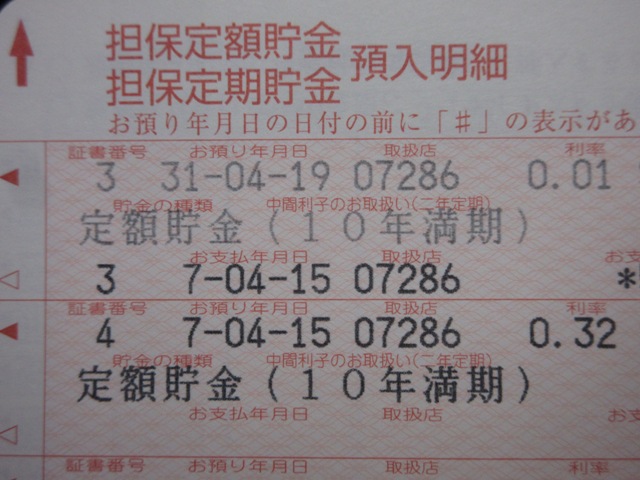 担保定額貯金
担保定期貯金
預入明細
お預り年月日の日付の前に「♯」の表示があ
証書番号 お預り年月日 取扱店 利率
3 31-04-19 07286 0.01
貯金の種類 中間利子のお取扱い(二年定期)
定額貯金(10年満期)
お支払年月日 取扱店 お支
3 7-04-15 07286 *
証書番号 お預り年月日 取扱店 利率
4 7-04-15 07286 0.32
貯金の種類 中間利子のお取扱い(二年定期)
定額貯金(10年満期)
お支払年月日 取扱店 お支
証書番号 お預り年月日 取扱店 利率